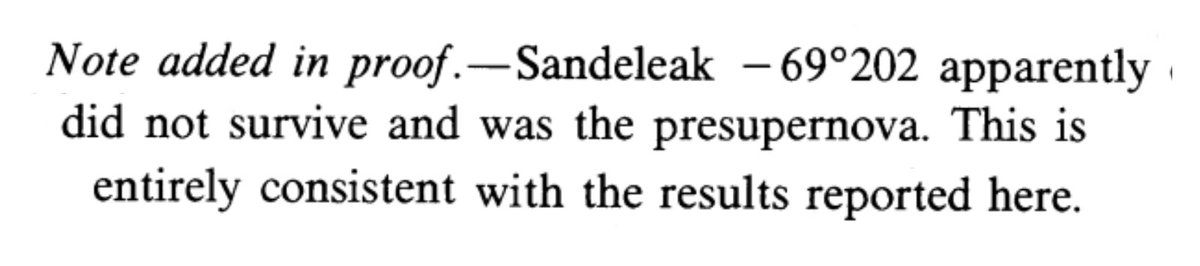 Note added in proof.—Sandeleak −69°202 apparently
did not survive and was the presupernova. This is
entirely consistent with the results reported here.